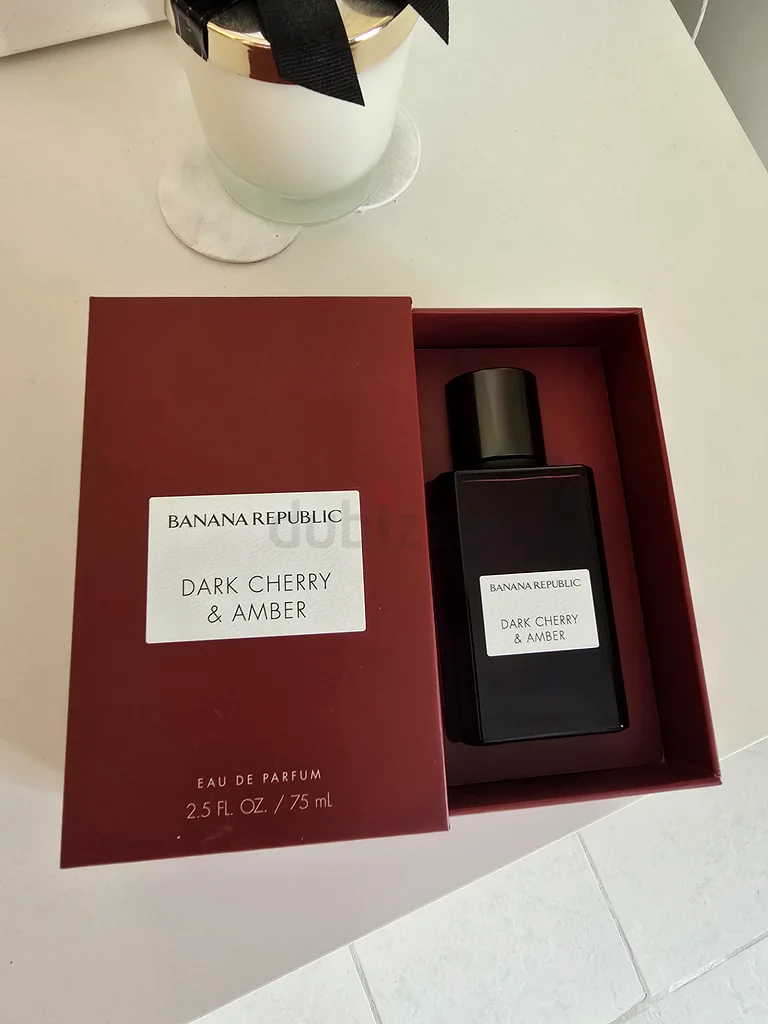 BANANA REPUBLIC
DARK CHERRY
& AMBER
EAU DE PARFUM
2.5 FL. OZ. / 75 mL
BANANA REPUBLIC
DARK CHERRY
& AMBER
dubizzle